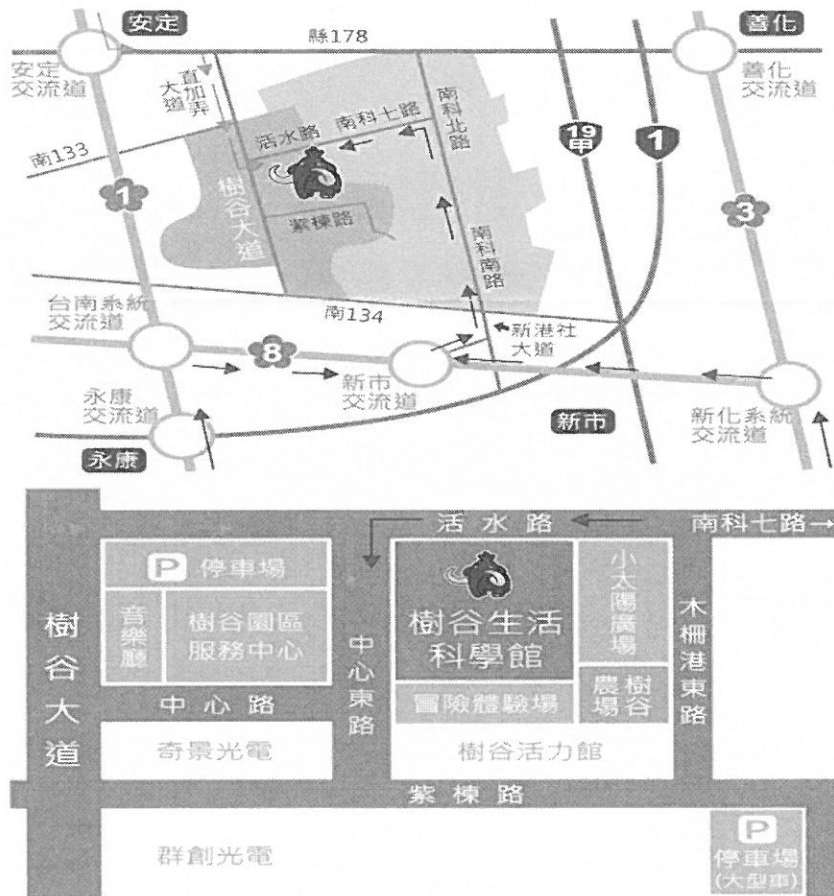 安定
縣178
善化
安定
交流道
直加弄
大道
善化
交流道
南科北路
活水路
南科七路
19
甲
1
南133
1
樹谷大道
紫楝路
3
南科南路
台南系統
交流道
南134
新港社
大道
8
新市
交流道
永康
交流道
新市
新化系統
交流道
永康
活水路
南科七路→
P 停車場
小太陽廣場
樹谷大道
音樂廳
樹谷園區
服務中心
中心東路
樹谷生活
科學館
木柵港東路
中心路
冒險體驗場
樹谷
農場
奇景光電
樹谷活力館
紫楝路
群創光電
P
停車場
(大型車)